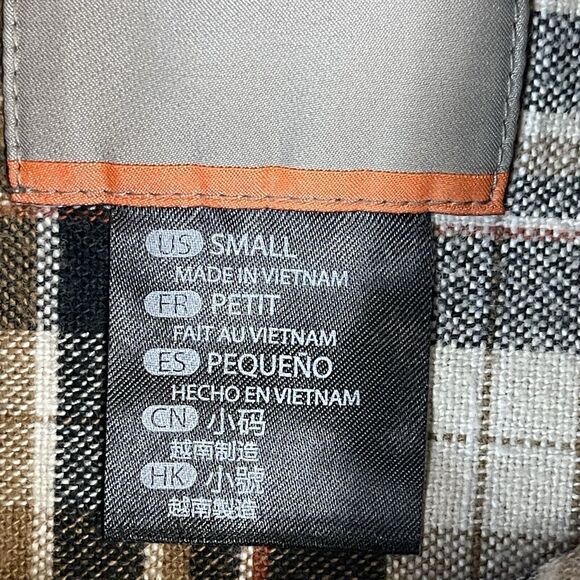 US SMALL
MADE IN VIETNAM
FR PETIT
FAIT AU VIETNAM
ES PEQUEÑO
HECHO EN VIETNAM
CN 小码
越南制造
HK 小號
越南製造